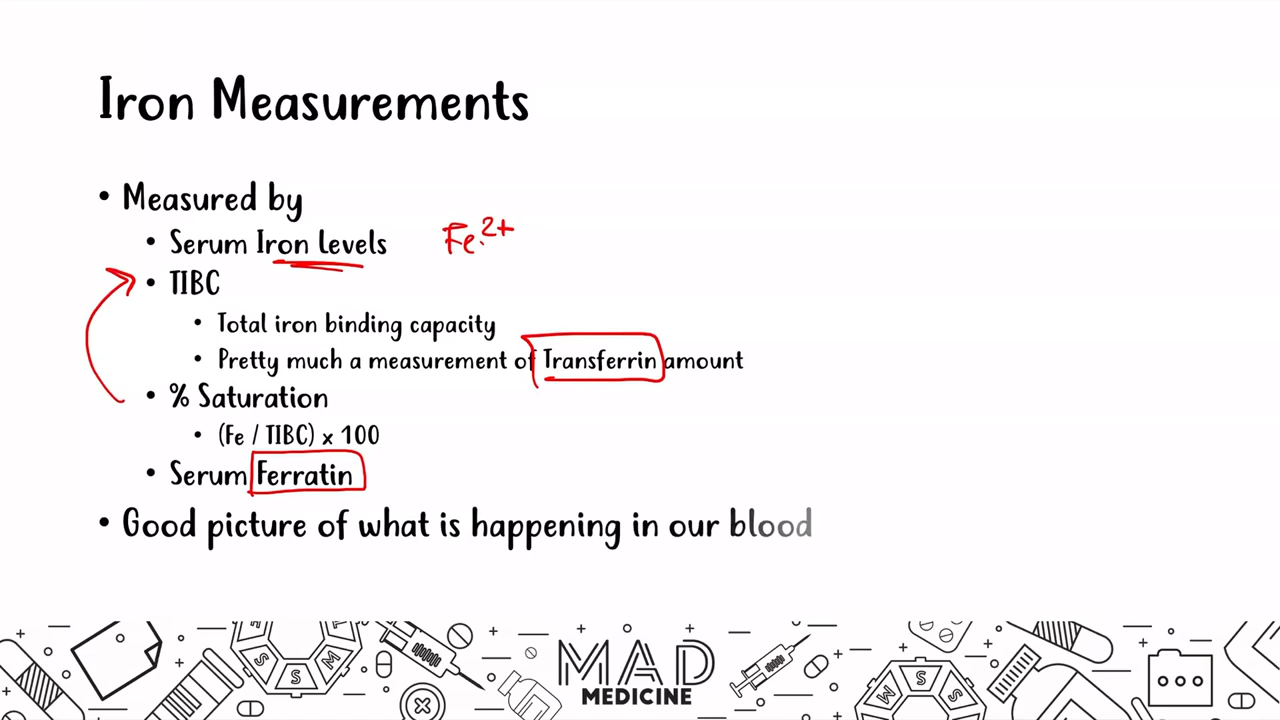 Iron Measurements
• Measured by
• Serum Iron Levels Fe²⁺
• TIBC
• Total iron binding capacity
• Pretty much a measurement of Transferrin amount
• % Saturation
• (Fe / TIBC) x 100
• Serum Ferratin
• Good picture of what is happening in our blood
S S M
M S S
MAD
MEDICINE